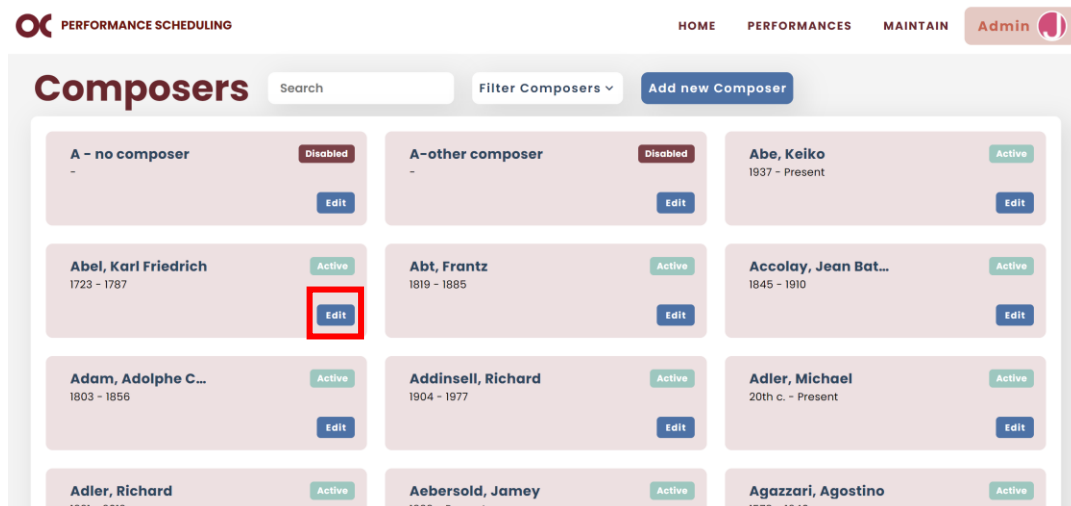 PERFORMANCE SCHEDULING
HOME PERFORMANCES MAINTAIN Admin
Composers Search Filter Composers Add new Composer
A - no composer Disabled
-
Edit
A-other composer Disabled
-
Edit
Abe, Keiko Active
1937 - Present
Edit
Abel, Karl Friedrich Active
1723 - 1787
Edit
Abt, Frantz Active
1819 - 1885
Edit
Accolay, Jean Bat... Active
1845 - 1910
Edit
Adam, Adolphe C... Active
1803 - 1856
Edit
Addinsell, Richard Active
1904 - 1977
Edit
Adler, Michael Active
20th c. - Present
Edit
Adler, Richard Active
Aebersold, Jamey Active
Agazzari, Agostino Active